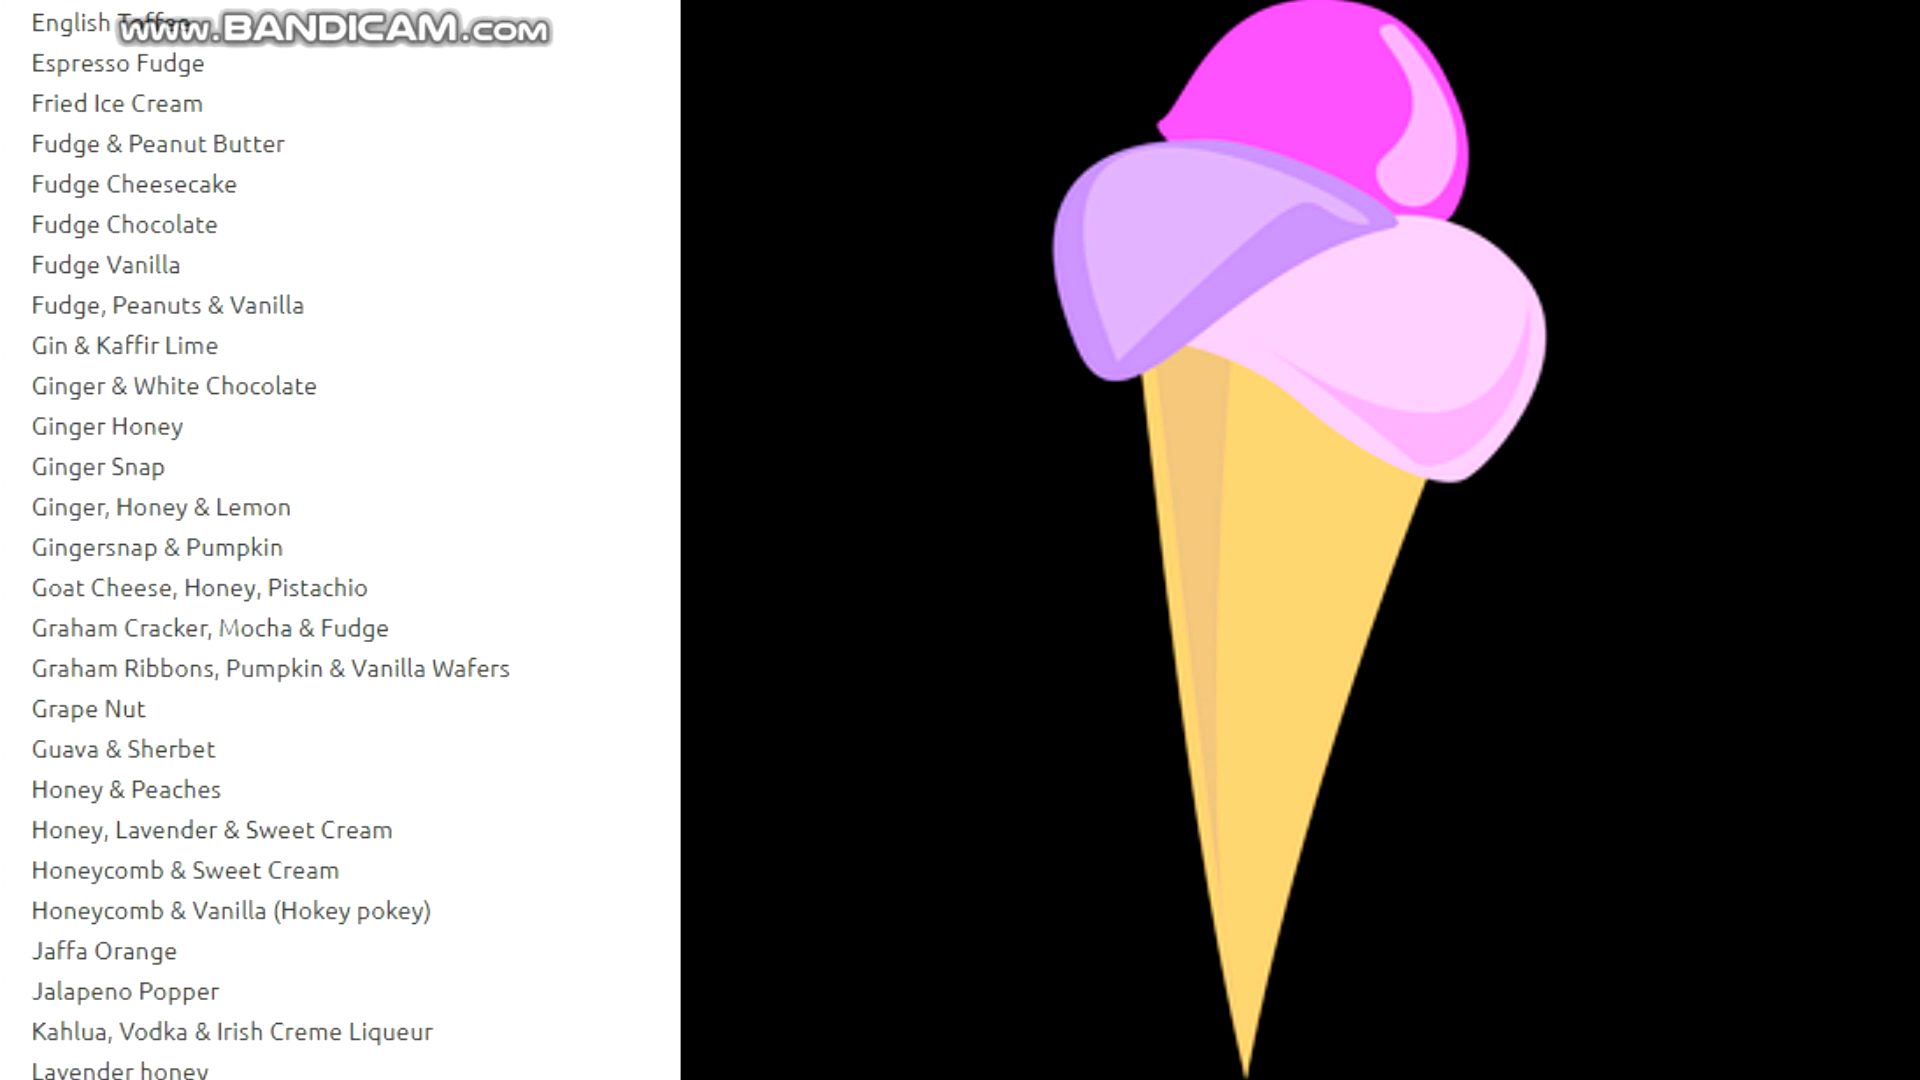 English Toffee
www.BANDICAM.com
Espresso Fudge
Fried Ice Cream
Fudge & Peanut Butter
Fudge Cheesecake
Fudge Chocolate
Fudge Vanilla
Fudge, Peanuts & Vanilla
Gin & Kaffir Lime
Ginger & White Chocolate
Ginger Honey
Ginger Snap
Ginger, Honey & Lemon
Gingersnap & Pumpkin
Goat Cheese, Honey, Pistachio
Graham Cracker, Mocha & Fudge
Graham Ribbons, Pumpkin & Vanilla Wafers
Grape Nut
Guava & Sherbet
Honey & Peaches
Honey, Lavender & Sweet Cream
Honeycomb & Sweet Cream
Honeycomb & Vanilla (Hokey pokey)
Jaffa Orange
Jalapeno Popper
Kahlua, Vodka & Irish Creme Liqueur
Lavender honey